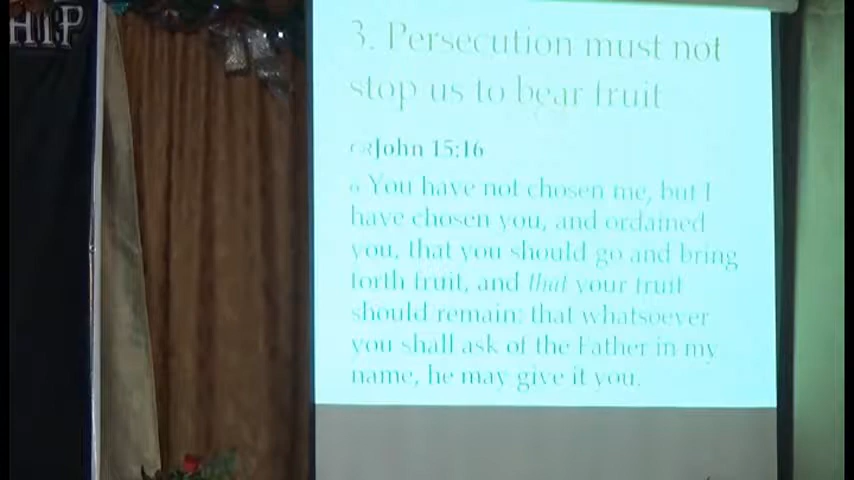 HIP
3. Persecution must not
stop us to bear fruit
CRJohn 15:16
6 You have not chosen me, but I
have chosen you, and ordained
you, that you should go and bring
forth fruit, and that your fruit
should remain: that whatsoever
you shall ask of the Father in my
name, he may give it you.